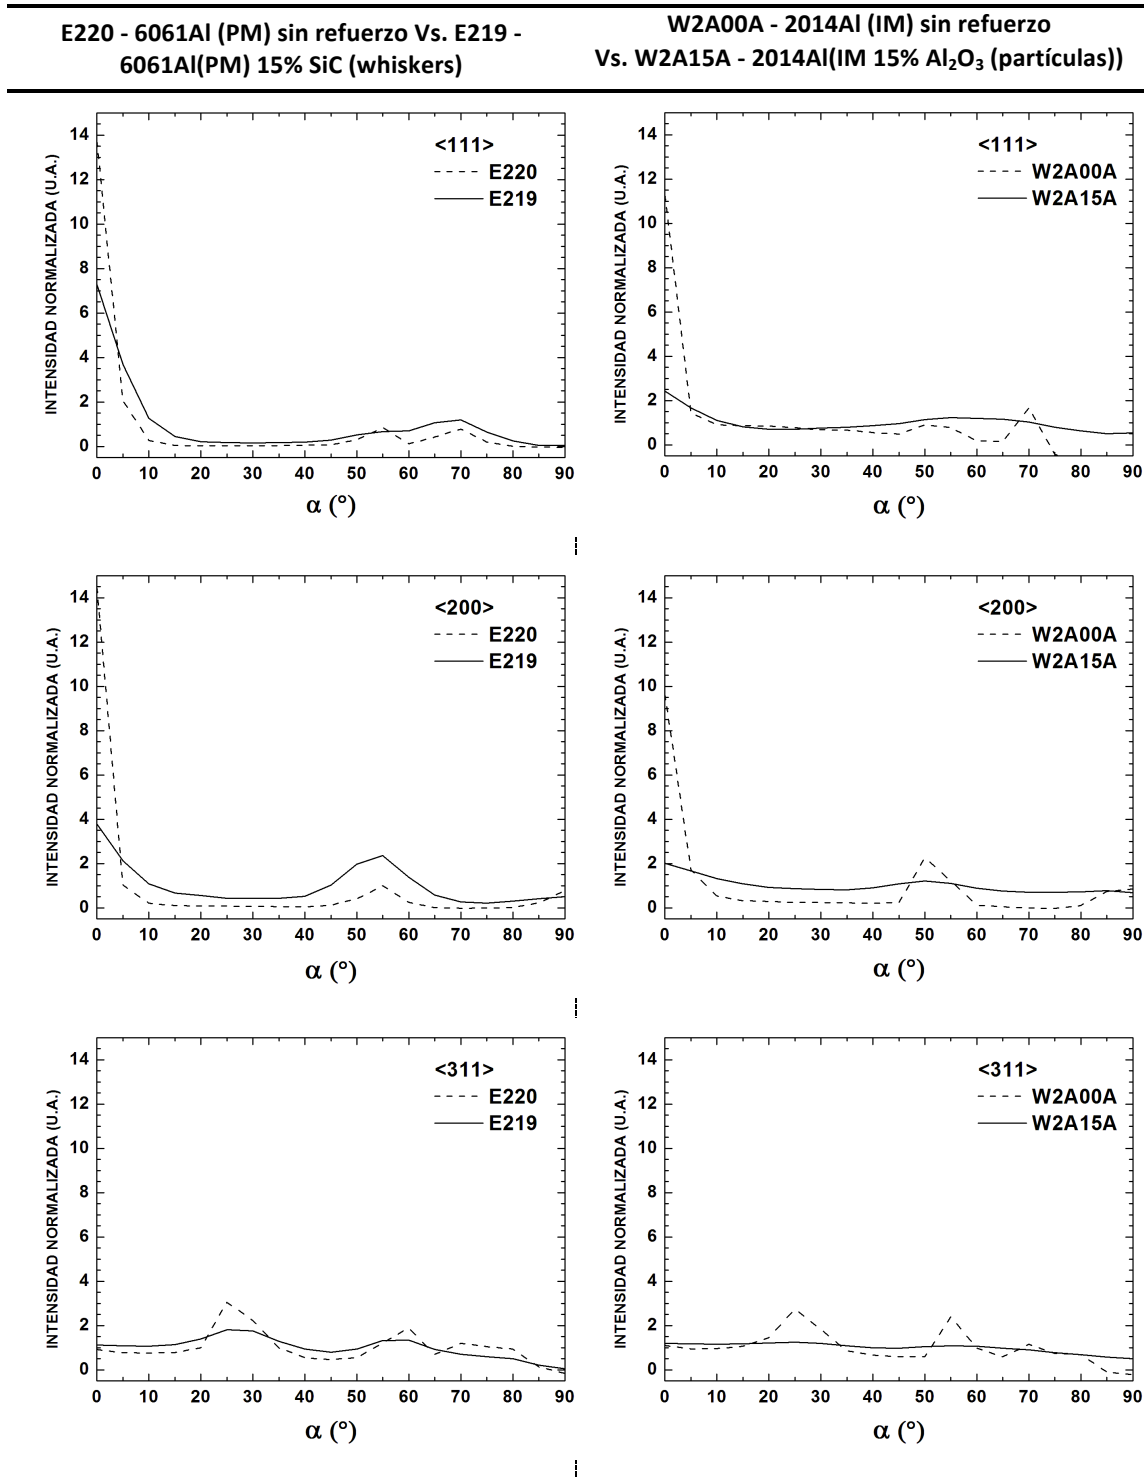 E220 - 6061Al (PM) sin refuerzo Vs. E219 -
6061Al(PM) 15% SiC (whiskers)
W2A00A - 2014Al (IM) sin refuerzo
Vs. W2A15A - 2014Al(IM 15% Al₂O₃ (partículas))
INTENSIDAD NORMALIZADA (U.A.)
14
12
10
8
6
4
2
0
<111>
E220
E219
0 10 20 30 40 50 60 70 80 90
α (°)
INTENSIDAD NORMALIZADA (U.A.)
14
12
10
8
6
4
2
0
<111>
W2A00A
W2A15A
0 10 20 30 40 50 60 70 80 90
α (°)
INTENSIDAD NORMALIZADA (U.A.)
14
12
10
8
6
4
2
0
<200>
E220
E219
0 10 20 30 40 50 60 70 80 90
α (°)
INTENSIDAD NORMALIZADA (U.A.)
14
12
10
8
6
4
2
0
<200>
W2A00A
W2A15A
0 10 20 30 40 50 60 70 80 90
α (°)
INTENSIDAD NORMALIZADA (U.A.)
14
12
10
8
6
4
2
0
<311>
E220
E219
0 10 20 30 40 50 60 70 80 90
α (°)
INTENSIDAD NORMALIZADA (U.A.)
14
12
10
8
6
4
2
0
<311>
W2A00A
W2A15A
0 10 20 30 40 50 60 70 80 90
α (°)